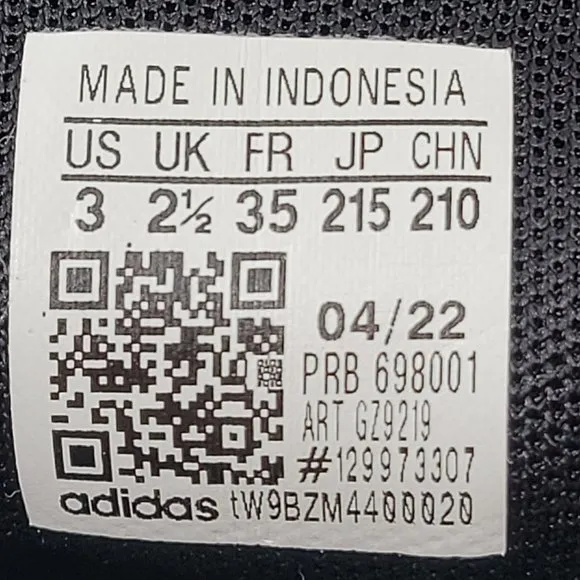 MADE IN INDONESIA
US UK FR JP CHN
3 2½ 35 215 210
04/22
PRB 698001
ART GZ9219
#129973307
adidas tW9BZM4400020